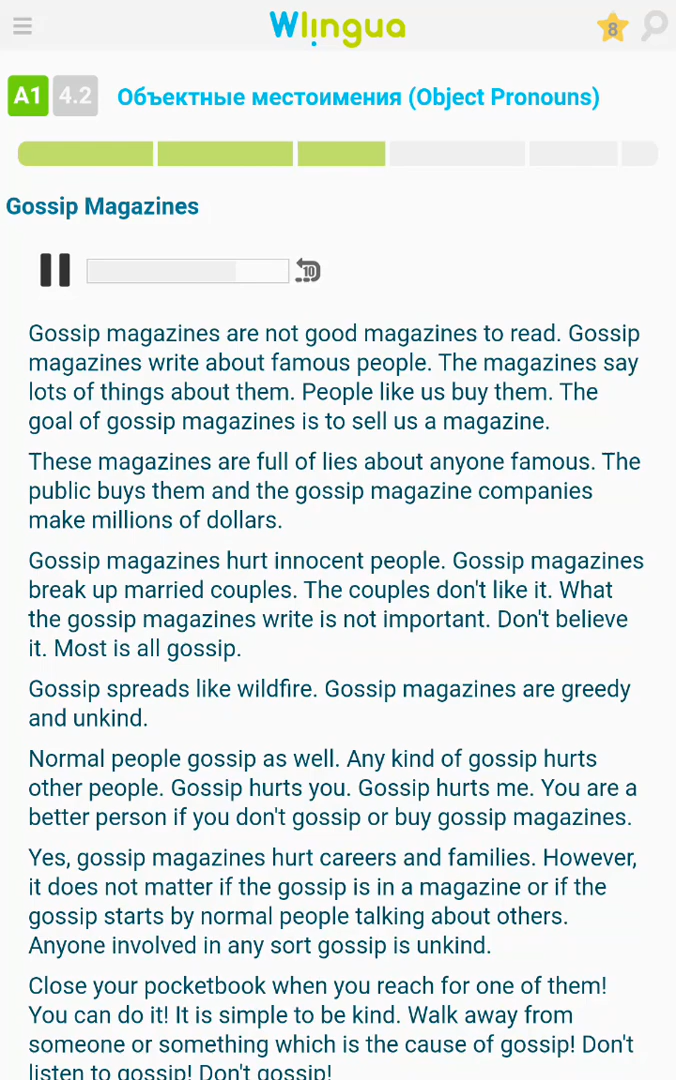 Wlingua
8
A1 4.2 Объектные местоимения (Object Pronouns)
Gossip Magazines
10
Gossip magazines are not good magazines to read. Gossip
magazines write about famous people. The magazines say
lots of things about them. People like us buy them. The
goal of gossip magazines is to sell us a magazine.
These magazines are full of lies about anyone famous. The
public buys them and the gossip magazine companies
make millions of dollars.
Gossip magazines hurt innocent people. Gossip magazines
break up married couples. The couples don't like it. What
the gossip magazines write is not important. Don't believe
it. Most is all gossip.
Gossip spreads like wildfire. Gossip magazines are greedy
and unkind.
Normal people gossip as well. Any kind of gossip hurts
other people. Gossip hurts you. Gossip hurts me. You are a
better person if you don't gossip or buy gossip magazines.
Yes, gossip magazines hurt careers and families. However,
it does not matter if the gossip is in a magazine or if the
gossip starts by normal people talking about others.
Anyone involved in any sort gossip is unkind.
Close your pocketbook when you reach for one of them!
You can do it! It is simple to be kind. Walk away from
someone or something which is the cause of gossip! Don't
listen to gossip! Don't gossip!